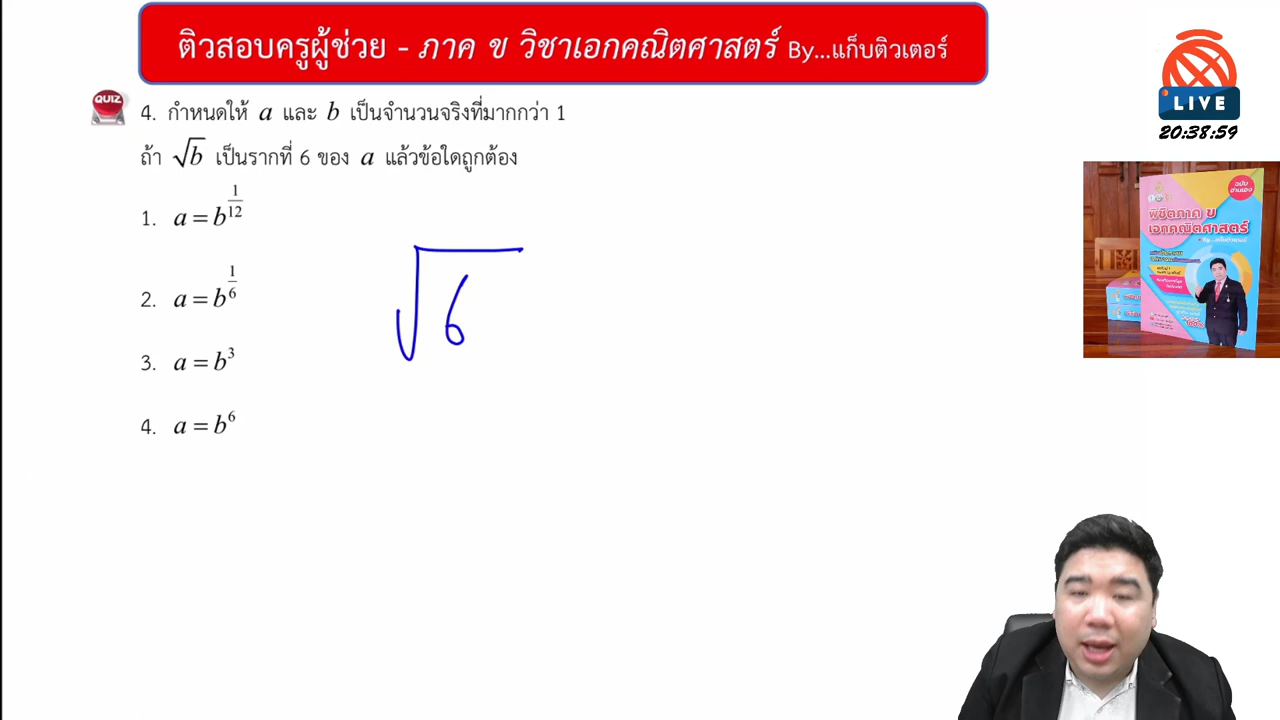 ติวสอบครูผู้ช่วย - ภาค ข วิชาเอกคณิตศาสตร์ By...แก็บติวเตอร์
QUIZ
4. กำหนดให้ a และ b เป็นจำนวนจริงที่มากกว่า 1
ถ้า √b เป็นรากที่ 6 ของ a แล้วข้อใดถูกต้อง
1. a = b^{1/12}
2. a = b^{1/6}
3. a = b^3
4. a = b^6
√6
LIVE
20:38:59
ฉบับ
อ่านเอง
พิชิตภาค ข
เอกคณิตศาสตร์